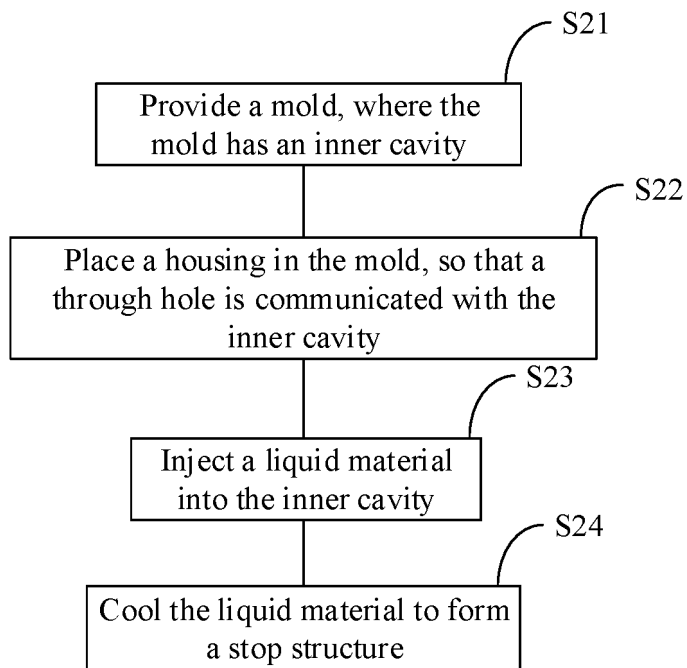 S21
Provide a mold, where the
mold has an inner cavity
S22
Place a housing in the mold, so that a
through hole is communicated with the
inner cavity
S23
Inject a liquid material
into the inner cavity
S24
Cool the liquid material to form
a stop structure